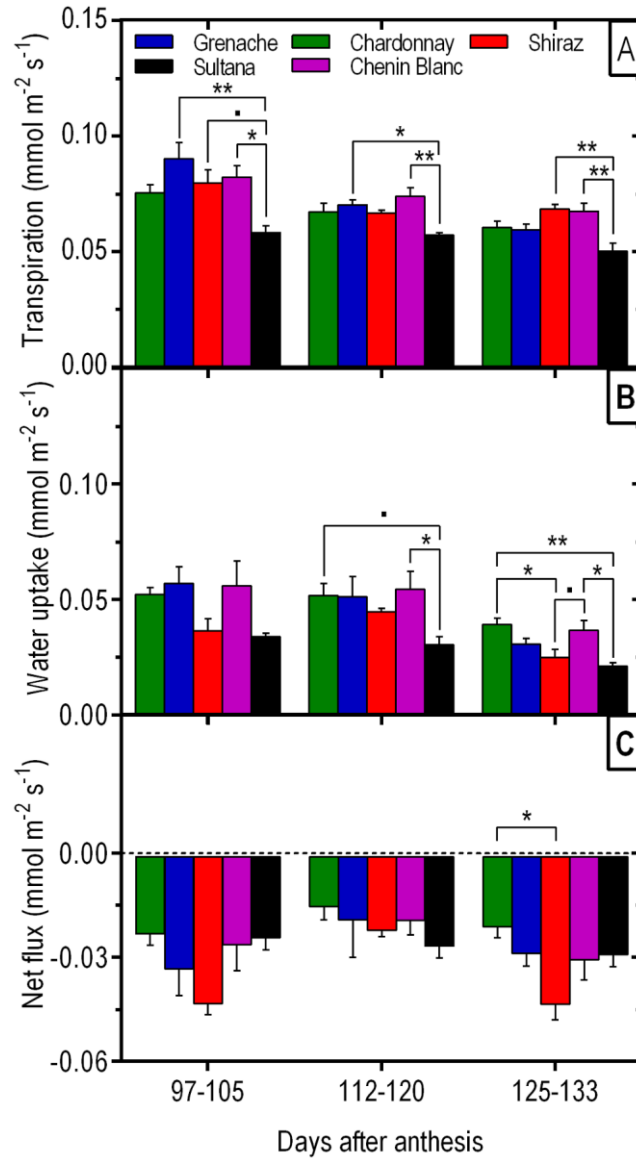 Grenache Chardonnay Shiraz
Sultana Chenin Blanc
A
Transpiration (mmol m⁻² s⁻¹)
0.15
0.10
0.05
0.00
** ▪ *
* **
** **
B
Water uptake (mmol m⁻² s⁻¹)
0.10
0.05
0.00
▪ *
** * ▪ *
C
Net flux (mmol m⁻² s⁻¹)
0.00
-0.03
-0.06
*
97-105 112-120 125-133
Days after anthesis